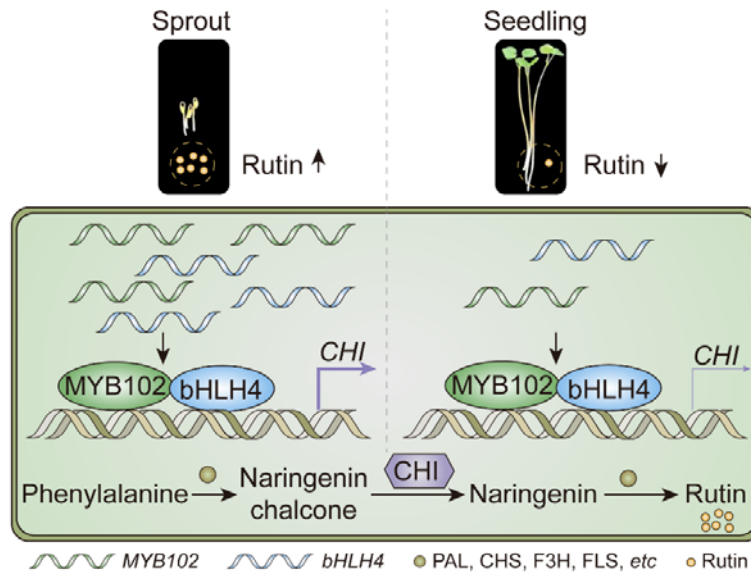 Sprout
Seedling
Rutin ↑
Rutin ↓
CHI
CHI
MYB102
bHLH4
MYB102
bHLH4
Phenylalanine
Naringenin
chalcone
CHI
Naringenin
Rutin
MYB102
bHLH4
PAL, CHS, F3H, FLS, etc
Rutin